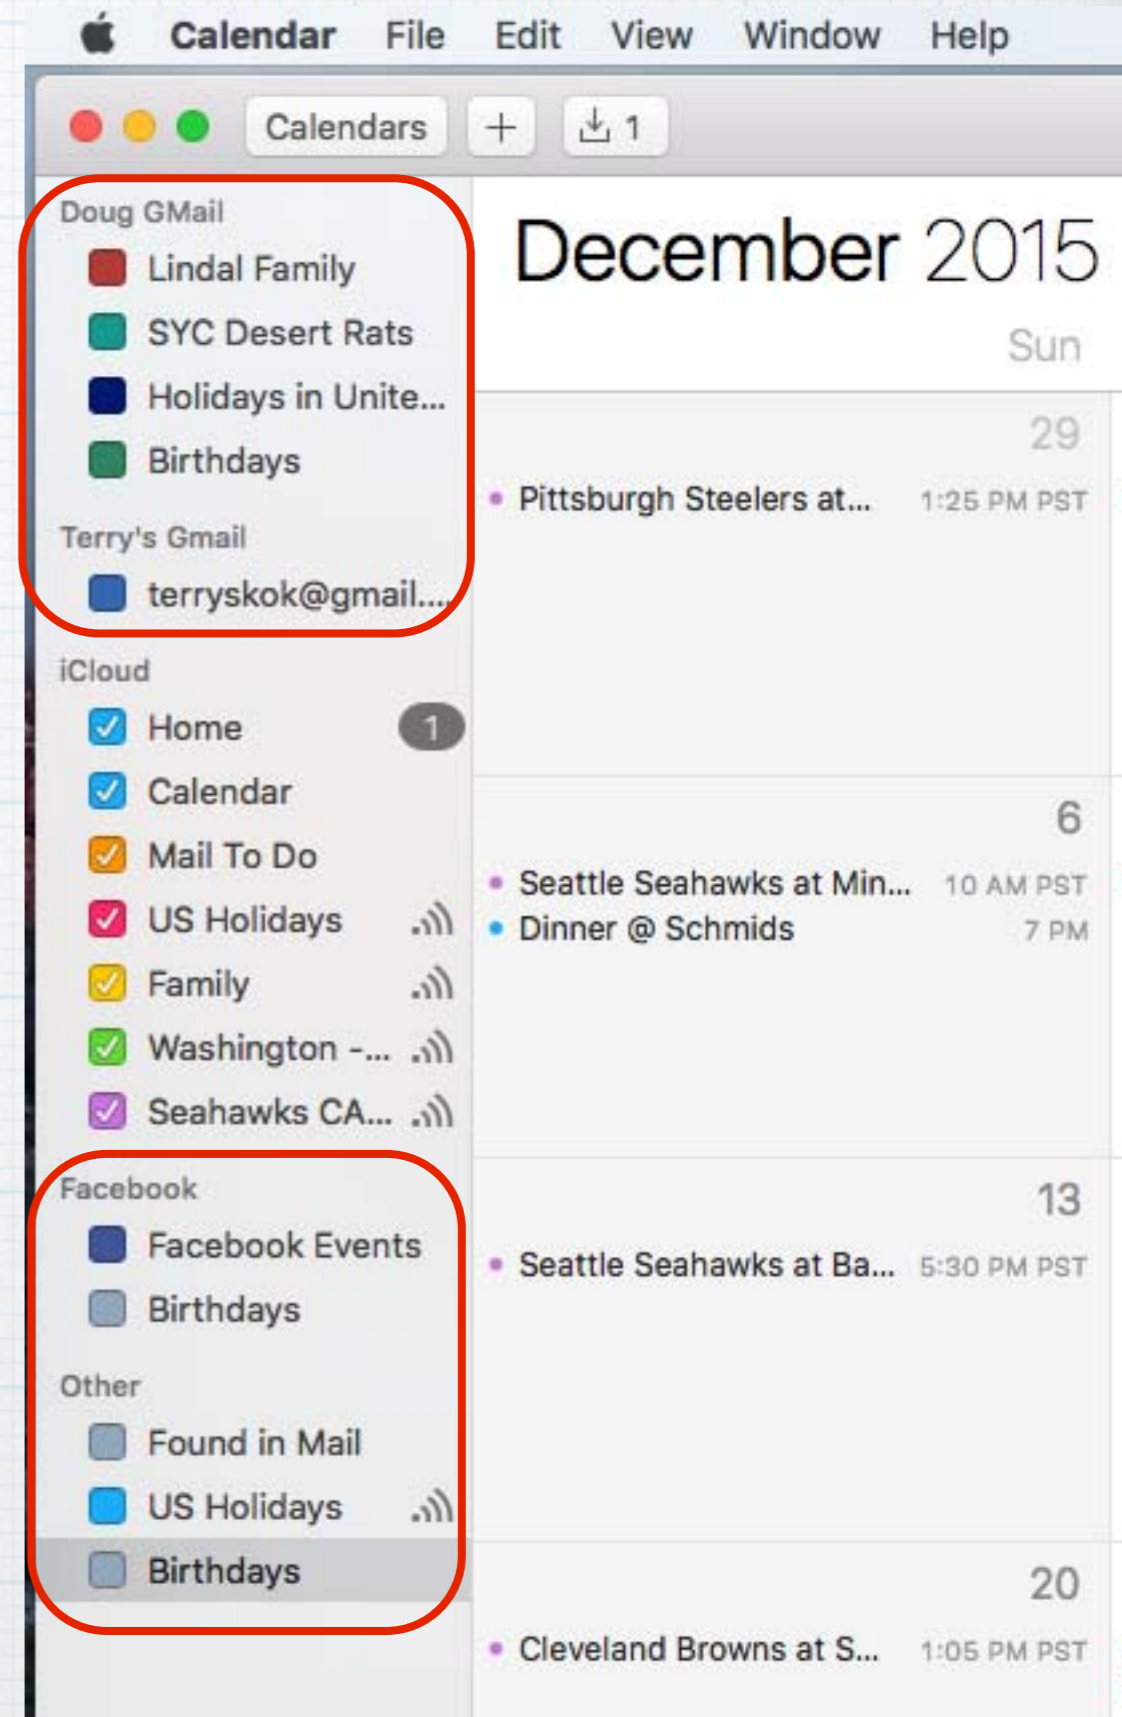 Calendar File Edit View Window Help
Calendars + 1
Doug GMail
Lindal Family
SYC Desert Rats
Holidays in Unite...
Birthdays
Terry's Gmail
terryskok@gmail....
iCloud
Home 1
Calendar
Mail To Do
US Holidays
Family
Washington -...
Seahawks CA...
Facebook
Facebook Events
Birthdays
Other
Found in Mail
US Holidays
Birthdays
December 2015
Sun
29
Pittsburgh Steelers at... 1:25 PM PST
6
Seattle Seahawks at Min... 10 AM PST
Dinner @ Schmids 7 PM
13
Seattle Seahawks at Ba... 5:30 PM PST
20
Cleveland Browns at S... 1:05 PM PST